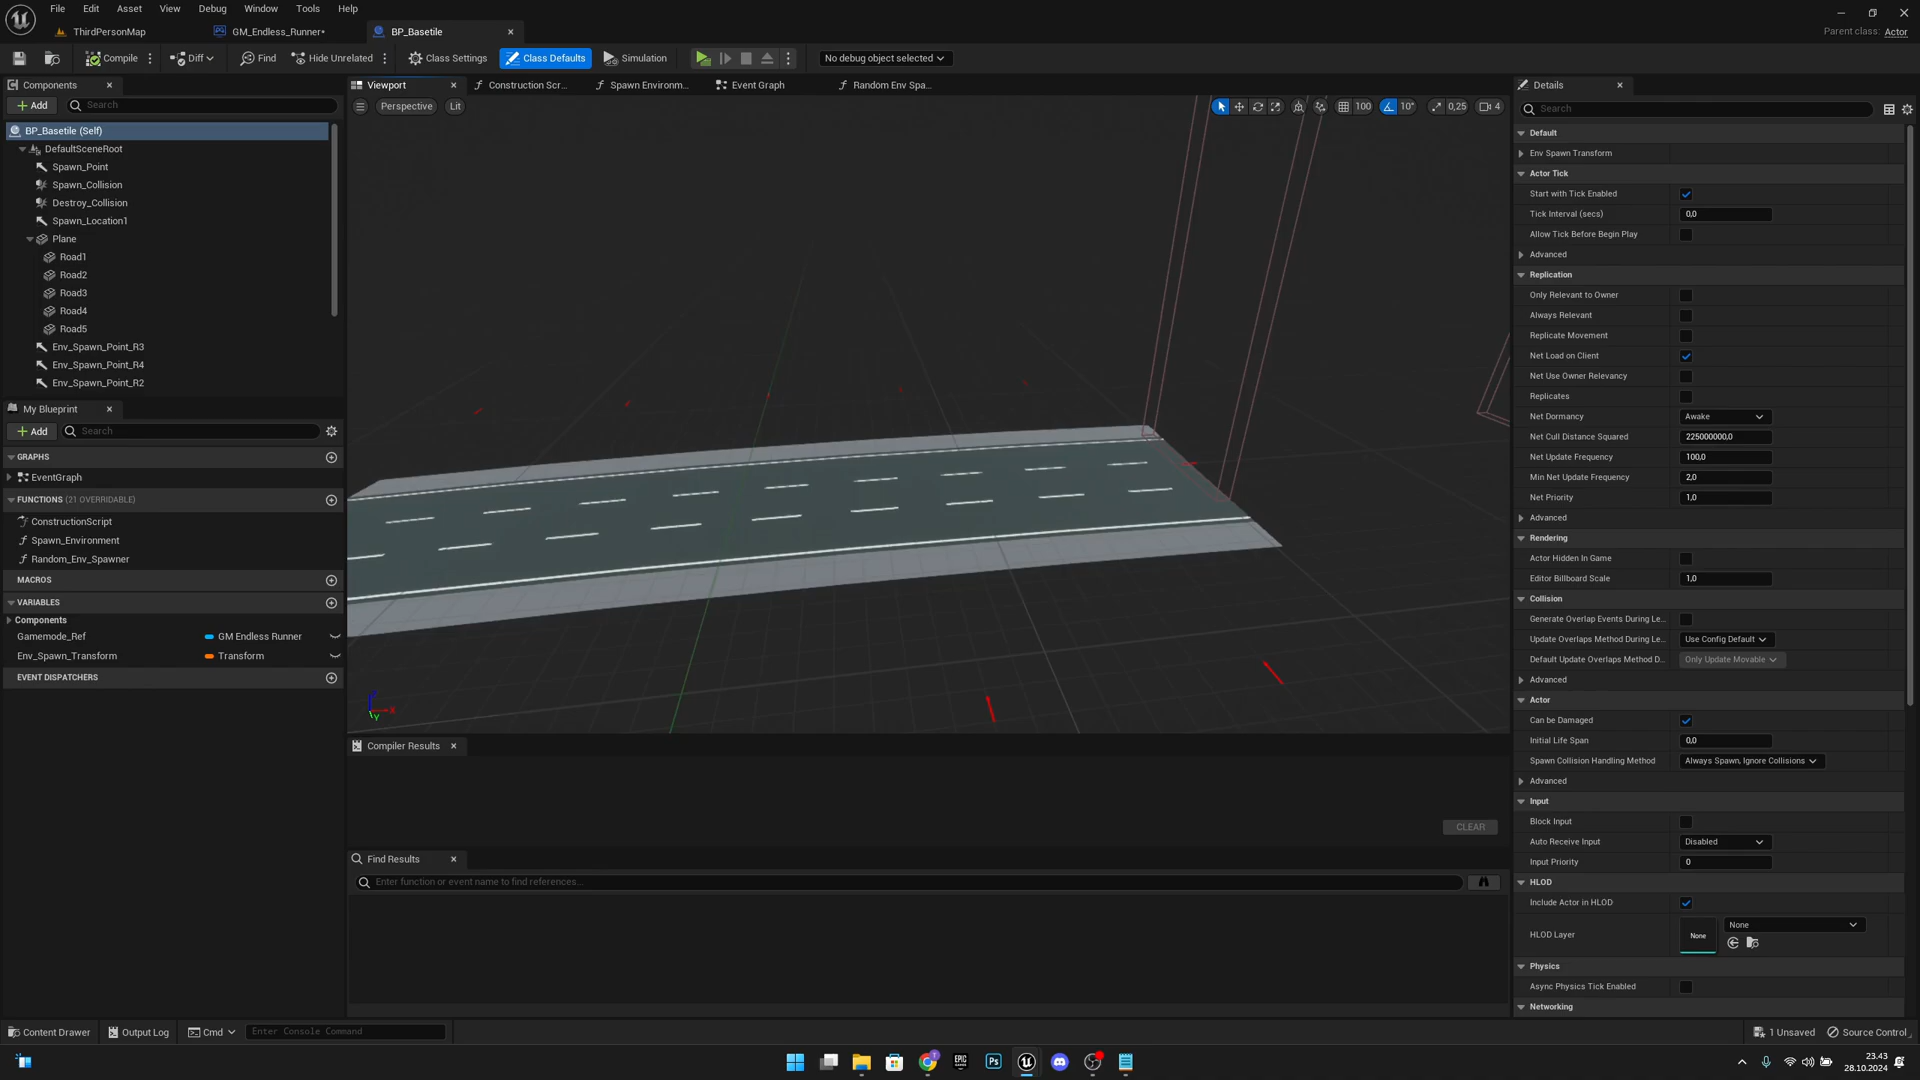 File Edit Asset View Debug Window Tools Help
ThirdPersonMap GM_Endless_Runner• BP_Basetile Parent class: Actor
Compile Diff Find Hide Unrelated Class Settings Class Defaults Simulation No debug object selected
Components Viewport Construction Scr... Spawn Environm... Event Graph Random Env Spa... Details
Add Search Perspective Lit 100 10° 0,25 4 Search
BP_Basetile (Self)
DefaultSceneRoot
Spawn_Point
Spawn_Collision
Destroy_Collision
Spawn_Location1
Plane
Road1
Road2
Road3
Road4
Road5
Env_Spawn_Point_R3
Env_Spawn_Point_R4
Env_Spawn_Point_R2
My Blueprint
Add Search
GRAPHS
EventGraph
FUNCTIONS (21 OVERRIDABLE)
ConstructionScript
Spawn_Environment
Random_Env_Spawner
MACROS
VARIABLES
Components
Gamemode_Ref GM Endless Runner
Env_Spawn_Transform Transform
EVENT DISPATCHERS
X
Y
Compiler Results
CLEAR
Find Results
Enter function or event name to find references...
Default
Env Spawn Transform
Actor Tick
Start with Tick Enabled
Tick Interval (secs) 0,0
Allow Tick Before Begin Play
Advanced
Replication
Only Relevant to Owner
Always Relevant
Replicate Movement
Net Load on Client
Net Use Owner Relevancy
Replicates
Net Dormancy Awake
Net Cull Distance Squared 225000000,0
Net Update Frequency 100,0
Min Net Update Frequency 2,0
Net Priority 1,0
Advanced
Rendering
Actor Hidden In Game
Editor Billboard Scale 1,0
Collision
Generate Overlap Events During Le...
Update Overlaps Method During Le... Use Config Default
Default Update Overlaps Method D... Only Update Movable
Advanced
Actor
Can be Damaged
Initial Life Span 0,0
Spawn Collision Handling Method Always Spawn, Ignore Collisions
Advanced
Input
Block Input
Auto Receive Input Disabled
Input Priority 0
HLOD
Include Actor in HLOD
HLOD Layer None None
Physics
Async Physics Tick Enabled
Networking
Content Drawer Output Log Cmd Enter Console Command 1 Unsaved Source Control
EPIC GAMES Ps
23.43
28.10.2024